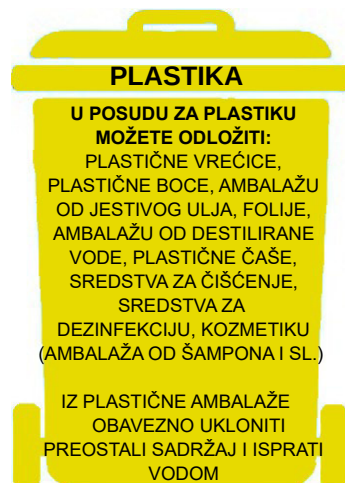 PLASTIKA
U POSUDU ZA PLASTIKU
MOŽETE ODLOŽITI:
PLASTIČNE VREĆICE,
PLASTIČNE BOCE, AMBALAŽU
OD JESTIVOG ULJA, FOLIJE,
AMBALAŽU OD DESTILIRANE
VODE, PLASTIČNE ČAŠE,
SREDSTVA ZA ČIŠĆENJE,
SREDSTVA ZA
DEZINFEKCIJU, KOZMETIKU
(AMBALAŽA OD ŠAMPONA I SL.)
IZ PLASTIČNE AMBALAŽE
OBAVEZNO UKLONITI
PREOSTALI SADRŽAJ I ISPRATI
VODOM